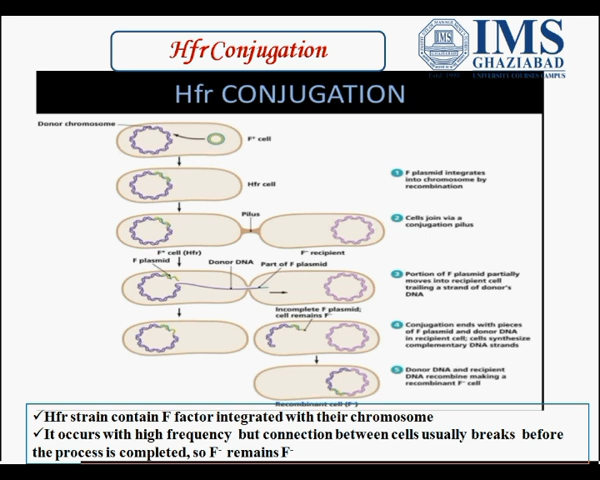 Hfr Conjugation
IMS
GHAZIABAD
UNIVERSITY COURSES CAMPUS
Hfr CONJUGATION
Donor chromosome
F⁺ cell
Hfr cell
1 F plasmid integrates
into chromosome by
recombination
Pilus
2 Cells join via a
conjugation pilus
F⁺ cell (Hfr)
F⁻ recipient
F plasmid
Donor DNA
Part of F plasmid
3 Portion of F plasmid partially
moves into recipient cell
trailing a strand of donor's
DNA
Incomplete F plasmid;
cell remains F⁻
4 Conjugation ends with pieces
of F plasmid and donor DNA
in recipient cell; cells synthesize
complementary DNA strands
5 Donor DNA and recipient
DNA recombine making a
recombinant F⁻ cell
Recombinant cell (F⁻)
✓Hfr strain contain F factor integrated with their chromosome
✓It occurs with high frequency but connection between cells usually breaks before
the process is completed, so F⁻ remains F⁻